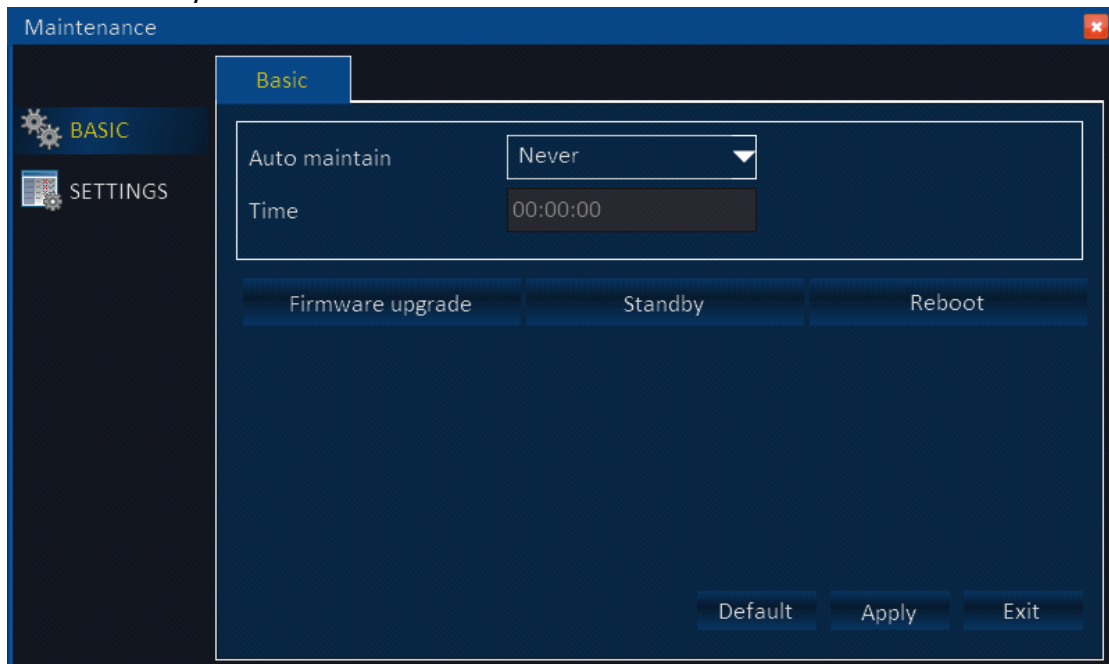 Maintenance
Basic
BASIC
SETTINGS
Auto maintain Never
Time 00:00:00
Firmware upgrade Standby Reboot
Default Apply Exit